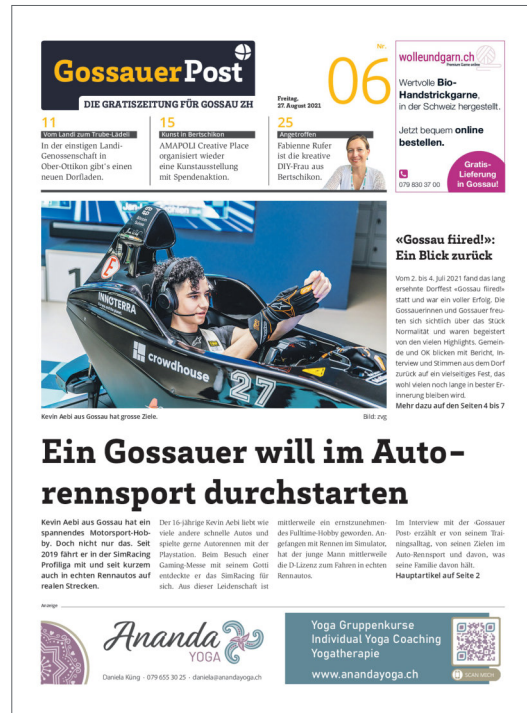 GossauerPost
DIE GRATISZEITUNG FÜR GOSSAU ZH
Freitag,
27. August 2021
Nr.
06
wolleundgarn.ch
Premium Garne online
Wertvolle Bio-
Handstrickgarne,
in der Schweiz hergestellt.
Jetzt bequem online
bestellen.
079 830 37 00
Gratis-
Lieferung
in Gossau!
11
Vom Landi zum Trube-Lädeli
In der einstigen Landi-
Genossenschaft in
Ober-Ottikon gibt's einen
neuen Dorfladen.
15
Kunst in Bertschikon
AMAPOLI Creative Place
organisiert wieder
eine Kunstausstellung
mit Spendenaktion.
25
Angetroffen
Fabienne Rufer
ist die kreative
DIY-Frau aus
Bertschikon.
INNOTERRA
crowdhouse
27
Kevin Aebi aus Gossau hat grosse Ziele.
Bild: zvg
«Gossau fiired!»:
Ein Blick zurück
Vom 2. bis 4. Juli 2021 fand das lang
ersehnte Dorffest «Gossau fiired!»
statt und war ein voller Erfolg. Die
Gossauerinnen und Gossauer freu-
ten sich sichtlich über das Stück
Normalität und waren begeistert
von den vielen Highlights. Gemein-
de und OK blicken mit Bericht, In-
terview und Stimmen aus dem Dorf
zurück auf ein vielseitiges Fest, das
wohl vielen noch lange in bester Er-
innerung bleiben wird.
Mehr dazu auf den Seiten 4 bis 7
Ein Gossauer will im Auto-
rennsport durchstarten
Kevin Aebi aus Gossau hat ein
spannendes Motorsport-Hob-
by. Doch nicht nur das. Seit
2019 fährt er in der SimRacing
Profiliga mit und seit kurzem
auch in echten Rennautos auf
realen Strecken.
Der 16-jährige Kevin Aebi liebt wie
viele andere schnelle Autos und
spielte gerne Autorennen mit der
Playstation. Beim Besuch einer
Gaming-Messe mit seinem Gotti
entdeckte er das SimRacing für
sich. Aus dieser Leidenschaft ist
mittlerweile ein ernstzunehmen-
des Fulltime-Hobby geworden. An-
gefangen mit Rennen im Simulator,
hat der junge Mann mittlerweile
die D-Lizenz zum Fahren in echten
Rennautos.
Im Interview mit der ‹Gossauer
Post› erzählt er von seinem Trai-
ningsalltag, von seinen Zielen im
Auto-Rennsport und davon, was
seine Familie davon hält.
Hauptartikel auf Seite 2
Anzeige
Ananda
YOGA
Daniela Küng · 079 655 30 25 · daniela@anandayoga.ch
Yoga Gruppenkurse
Individual Yoga Coaching
Yogatherapie
www.anandayoga.ch
SCAN MICH